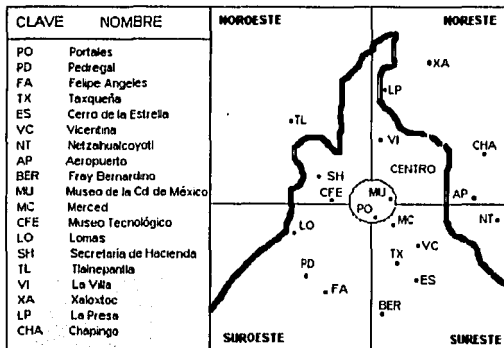 CLAVE NOMBRE
PO Portales
PD Pedregal
FA Felipe Angeles
TX Taxqueña
ES Cerro de la Estrella
VC Vicentina
NT Netzahualcoyotl
AP Aeropuerto
BER Fray Bernardino
MU Museo de la Cd de México
MC Merced
CFE Museo Tecnológico
LO Lomas
SH Secretaria de Hacienda
TL Tlalnepantla
VI La Villa
XA Xaloxtoc
LP La Presa
CHA Chapingo
NOROESTE
NORESTE
XA
LP
TL
VI
CHA
SH
CENTRO
CFE
MU
AP
PO
MC
NT
LO
VC
TX
PD
ES
FA
BER
SUROESTE
SURESTE